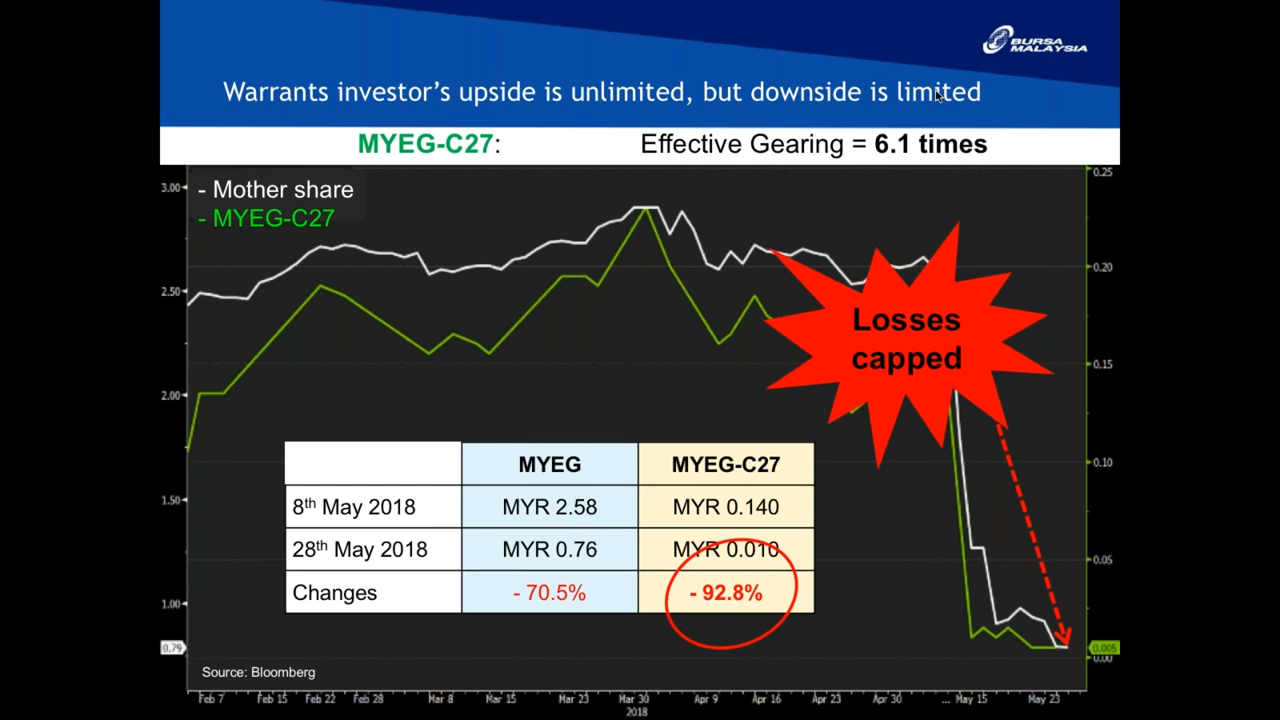 BURSA
MALAYSIA
Warrants investor's upside is unlimited, but downside is limited
MYEG-C27: Effective Gearing = 6.1 times
- Mother share
- MYEG-C27
3.00
2.50
2.00
1.50
1.00
0.79
0.25
0.20
0.15
0.10
0.05
0.005
0.00
Losses
capped
MYEG MYEG-C27
8th May 2018 MYR 2.58 MYR 0.140
28th May 2018 MYR 0.76 MYR 0.010
Changes - 70.5% - 92.8%
Source: Bloomberg
Feb 7 Feb 15 Feb 22 Feb 28 Mar 8 Mar 15 Mar 23 Mar 30 Apr 9 Apr 16 Apr 23 Apr 30 ... May 15 May 23
2018